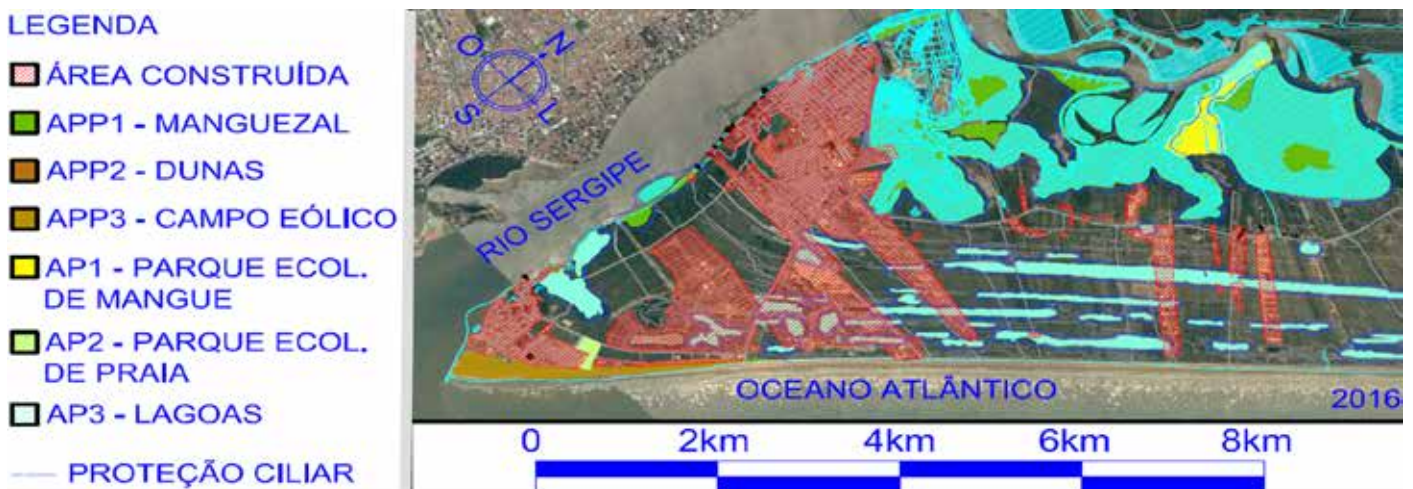 LEGENDA
ÁREA CONSTRUÍDA
APP1 - MANGUEZAL
APP2 - DUNAS
APP3 - CAMPO EÓLICO
AP1 - PARQUE ECOL.
DE MANGUE
AP2 - PARQUE ECOL.
DE PRAIA
AP3 - LAGOAS
PROTEÇÃO CILIAR
O
N
S
L
RIO SERGIPE
OCEANO ATLÂNTICO
2016
0 2km 4km 6km 8km